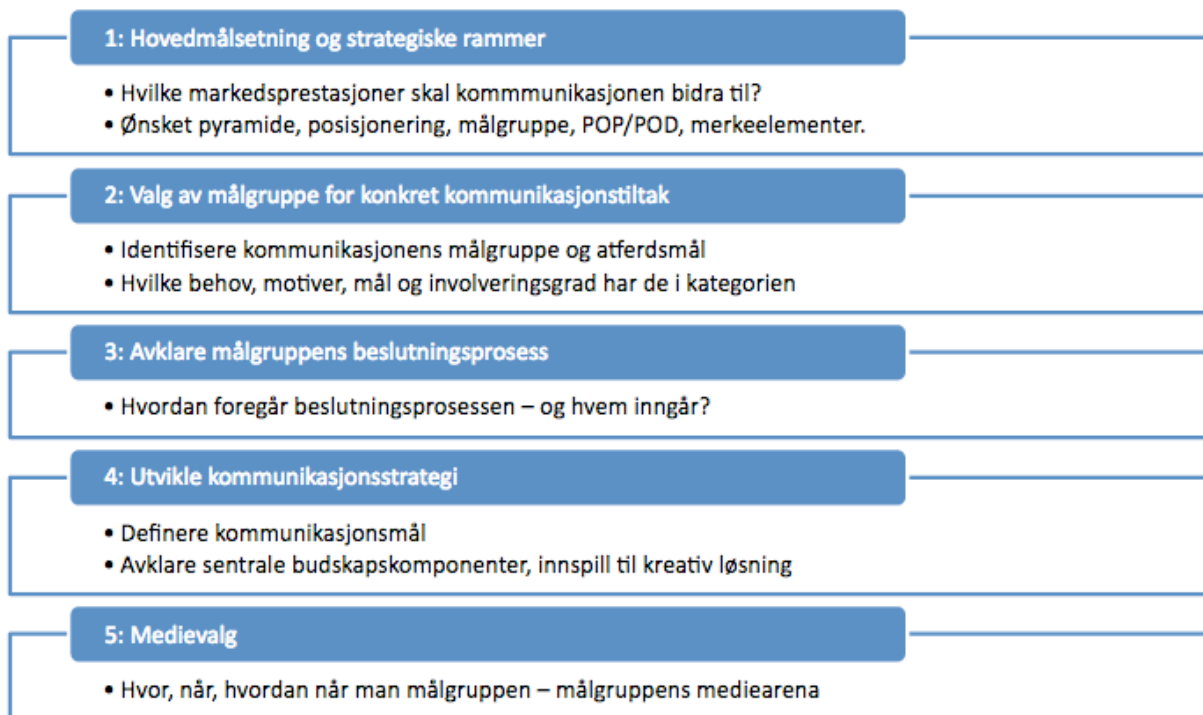 1: Hovedmålsetning og strategiske rammer
• Hvilke markedsprestasjoner skal kommmunikasjonen bidra til?
• Ønsket pyramide, posisjonering, målgruppe, POP/POD, merkeelementer.
2: Valg av målgruppe for konkret kommunikasjonstiltak
• Identifisere kommunikasjonens målgruppe og atferdsmål
• Hvilke behov, motiver, mål og involveringsgrad har de i kategorien
3: Avklare målgruppens beslutningsprosess
• Hvordan foregår beslutningsprosessen – og hvem inngår?
4: Utvikle kommunikasjonsstrategi
• Definere kommunikasjonsmål
• Avklare sentrale budskapskomponenter, innspill til kreativ løsning
5: Medievalg
• Hvor, når, hvordan når man målgruppen – målgruppens mediearena